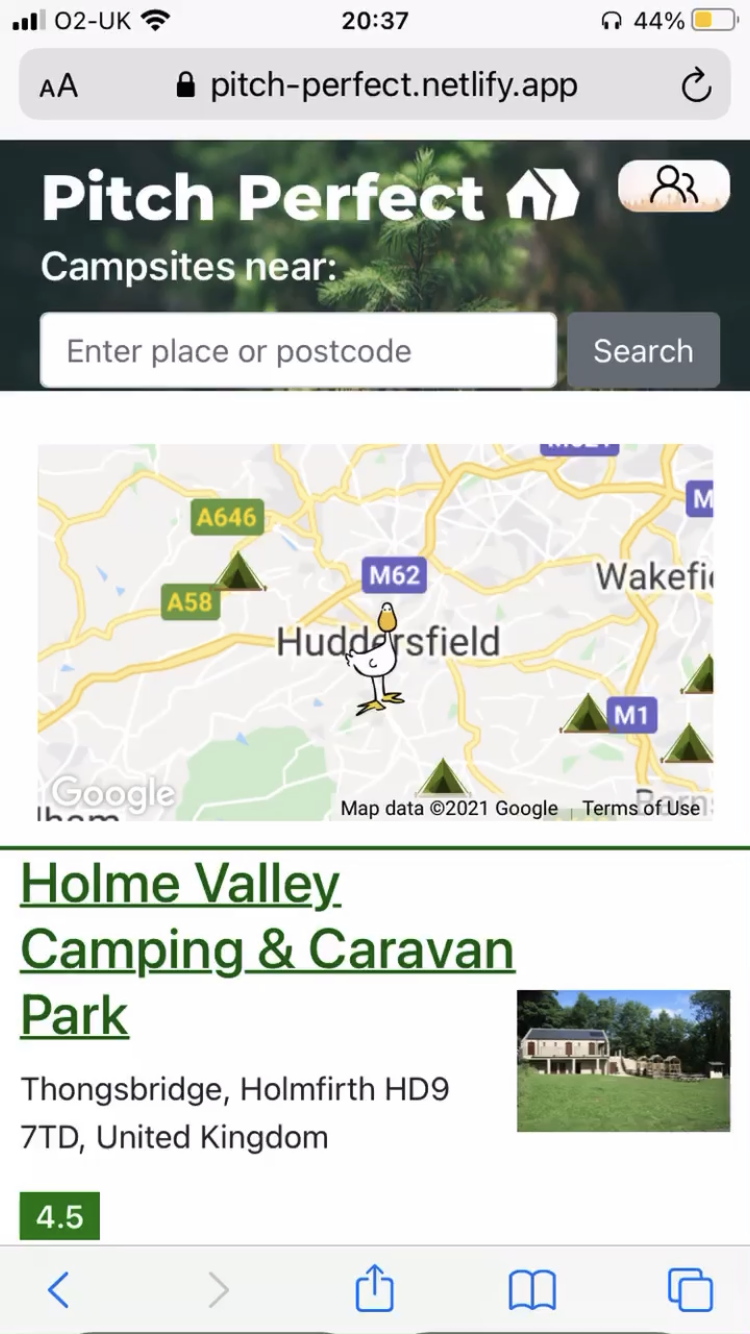 O2-UK 20:37 44%
AA pitch-perfect.netlify.app
Pitch Perfect
Campsites near:
Enter place or postcode Search
A646
M62
Wakefi
A58
Huddersfield
M1
Google
Map data ©2021 Google Terms of Use
Holme Valley
Camping & Caravan
Park
Thongsbridge, Holmfirth HD9
7TD, United Kingdom
4.5